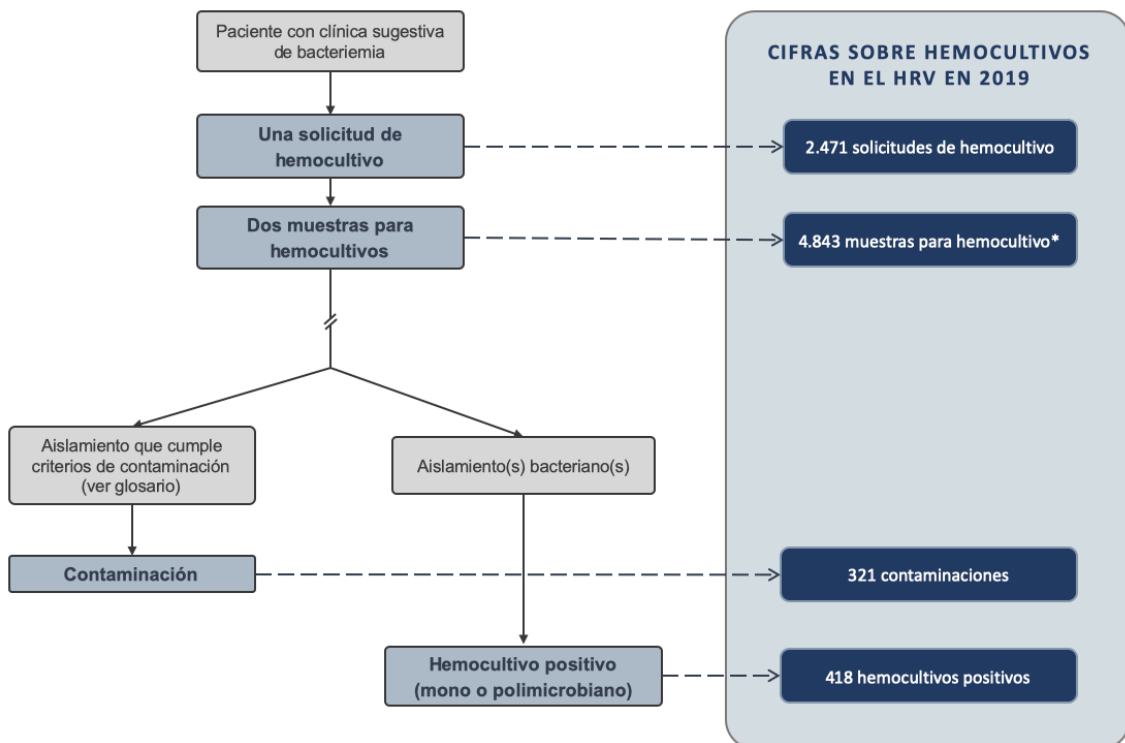 Paciente con clínica sugestiva
de bacteriemia
CIFRAS SOBRE HEMOCULTIVOS
EN EL HRV EN 2019
Una solicitud de
hemocultivo
2.471 solicitudes de hemocultivo
Dos muestras para
hemocultivos
4.843 muestras para hemocultivo*
Aislamiento que cumple
criterios de contaminación
(ver glosario)
Aislamiento(s) bacteriano(s)
Contaminación
321 contaminaciones
Hemocultivo positivo
(mono o polimicrobiano)
418 hemocultivos positivos